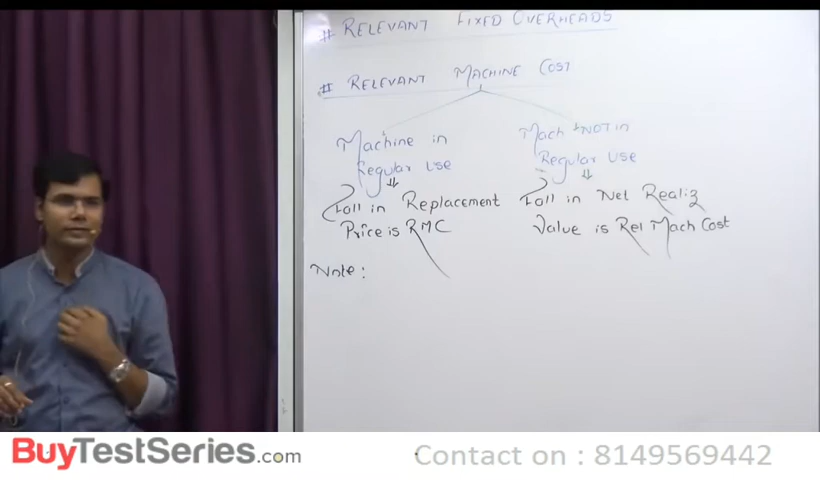 # RELEVANT FIXED OVERHEADS
# RELEVANT MACHINE COST
Machine in
Regular Use
Fall in Replacement
Price is RMC
Mach NOT in
Regular USE
Fall in Net Realiz
Value is Rel Mach Cost
Note:
BuyTestSeries.com
Contact on : 8149569442